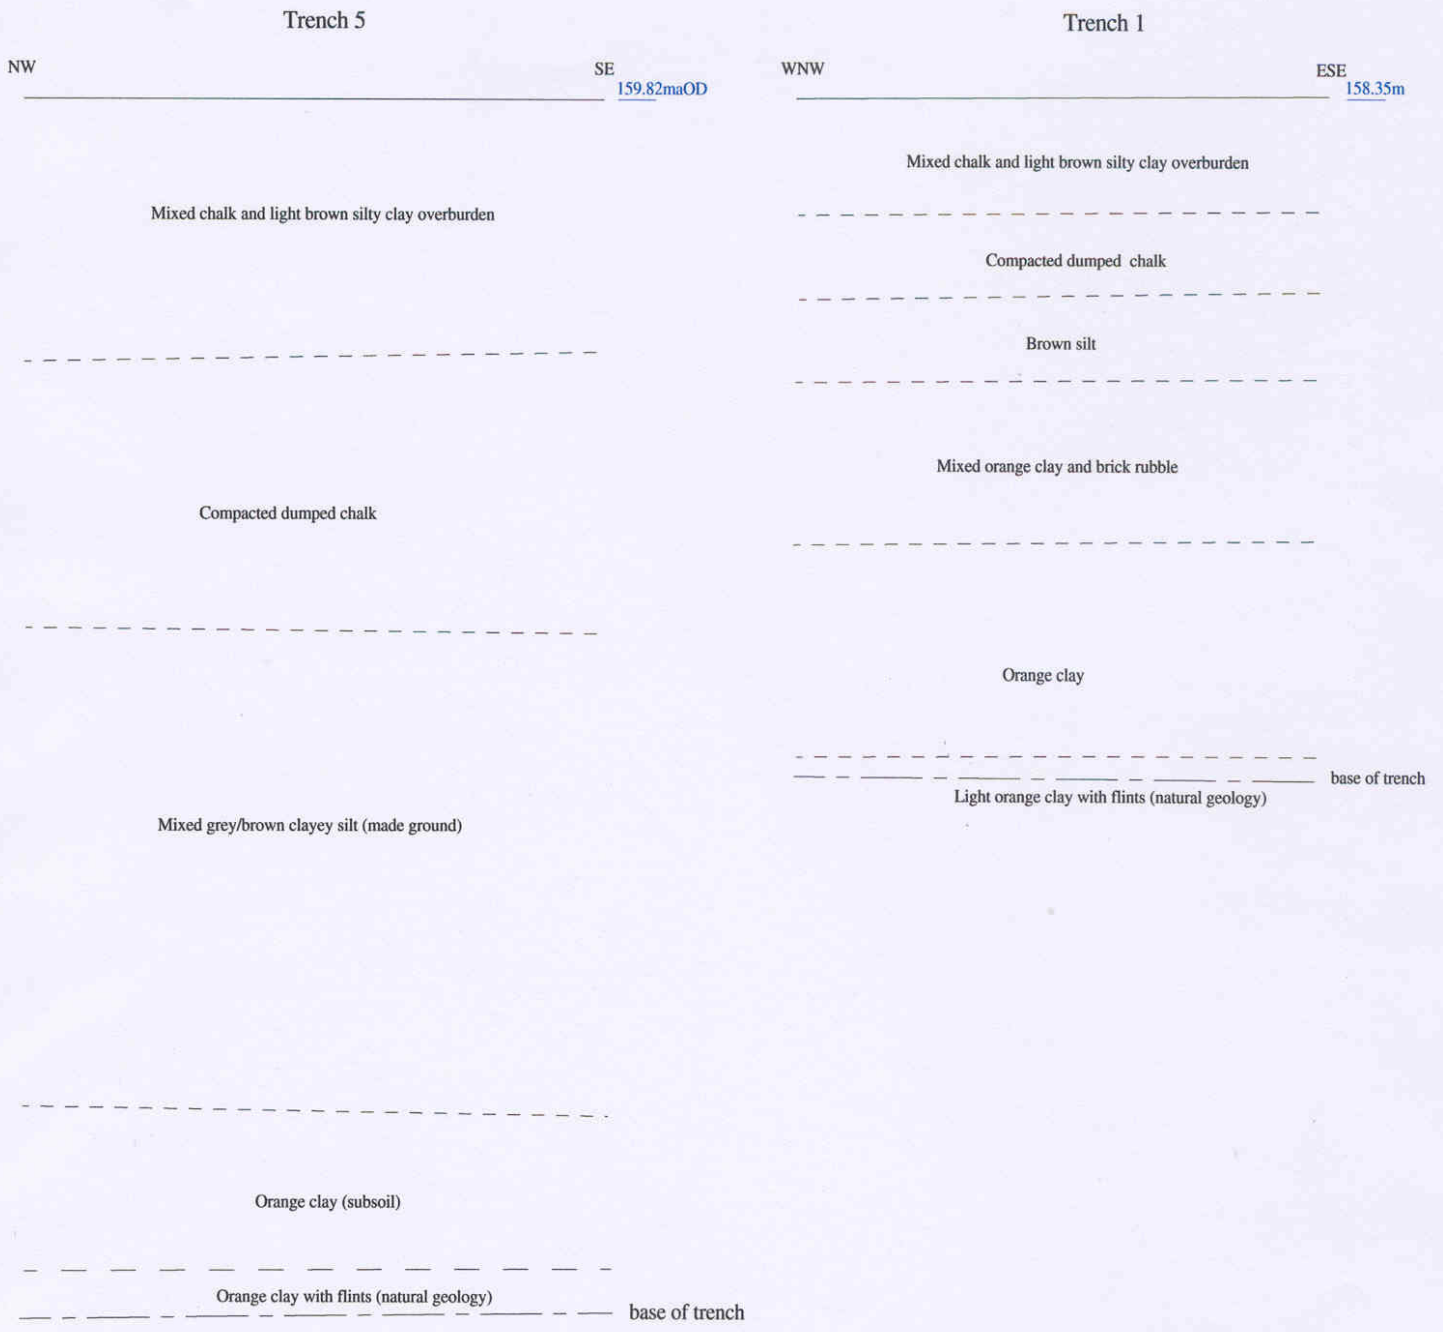 Trench 5
NW
SE
159.82maOD
Mixed chalk and light brown silty clay overburden
Compacted dumped chalk
Mixed grey/brown clayey silt (made ground)
Orange clay (subsoil)
Orange clay with flints (natural geology)
base of trench
Trench 1
WNW
ESE
158.35m
Mixed chalk and light brown silty clay overburden
Compacted dumped chalk
Brown silt
Mixed orange clay and brick rubble
Orange clay
base of trench
Light orange clay with flints (natural geology)